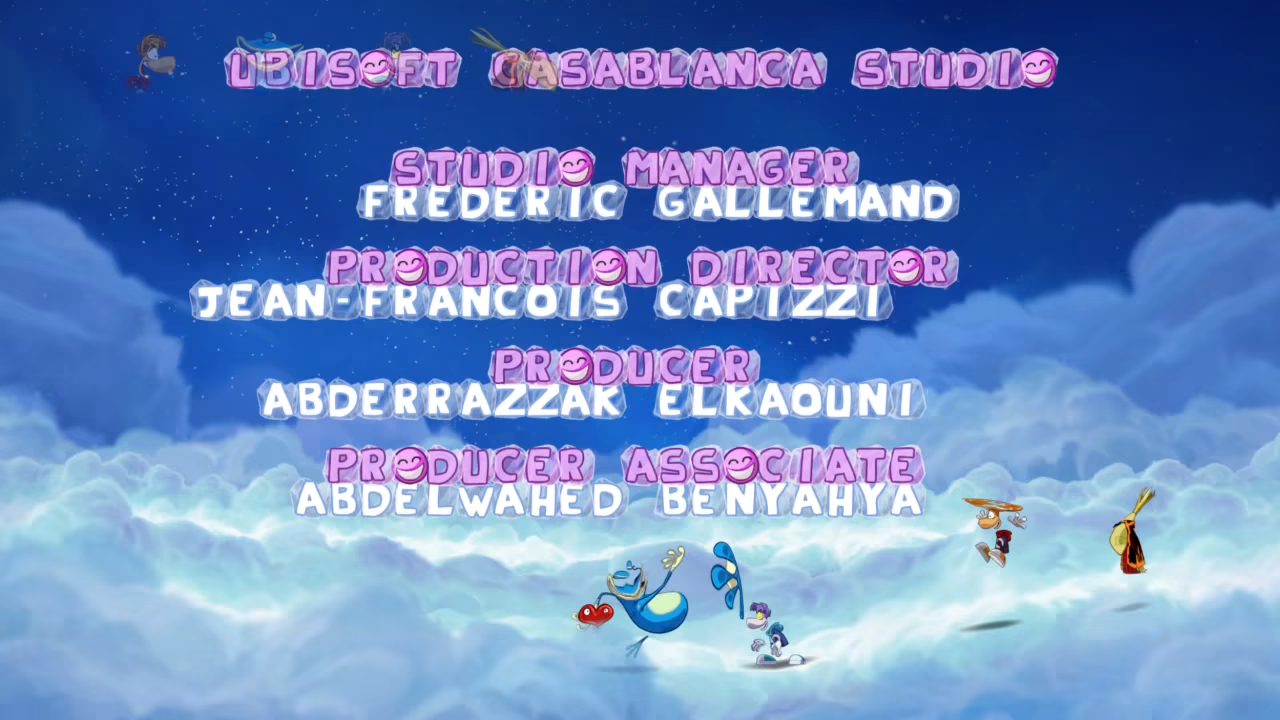 UBISOFT CASABLANCA STUDIO
STUDIO MANAGER
FREDERIC GALLEMAND
PRODUCTION DIRECTOR
JEAN-FRANCOIS CAPIZZI
PRODUCER
ABDERRAZZAK ELKAOUNI
PRODUCER ASSOCIATE
ABDELWAHED BENYAHYA